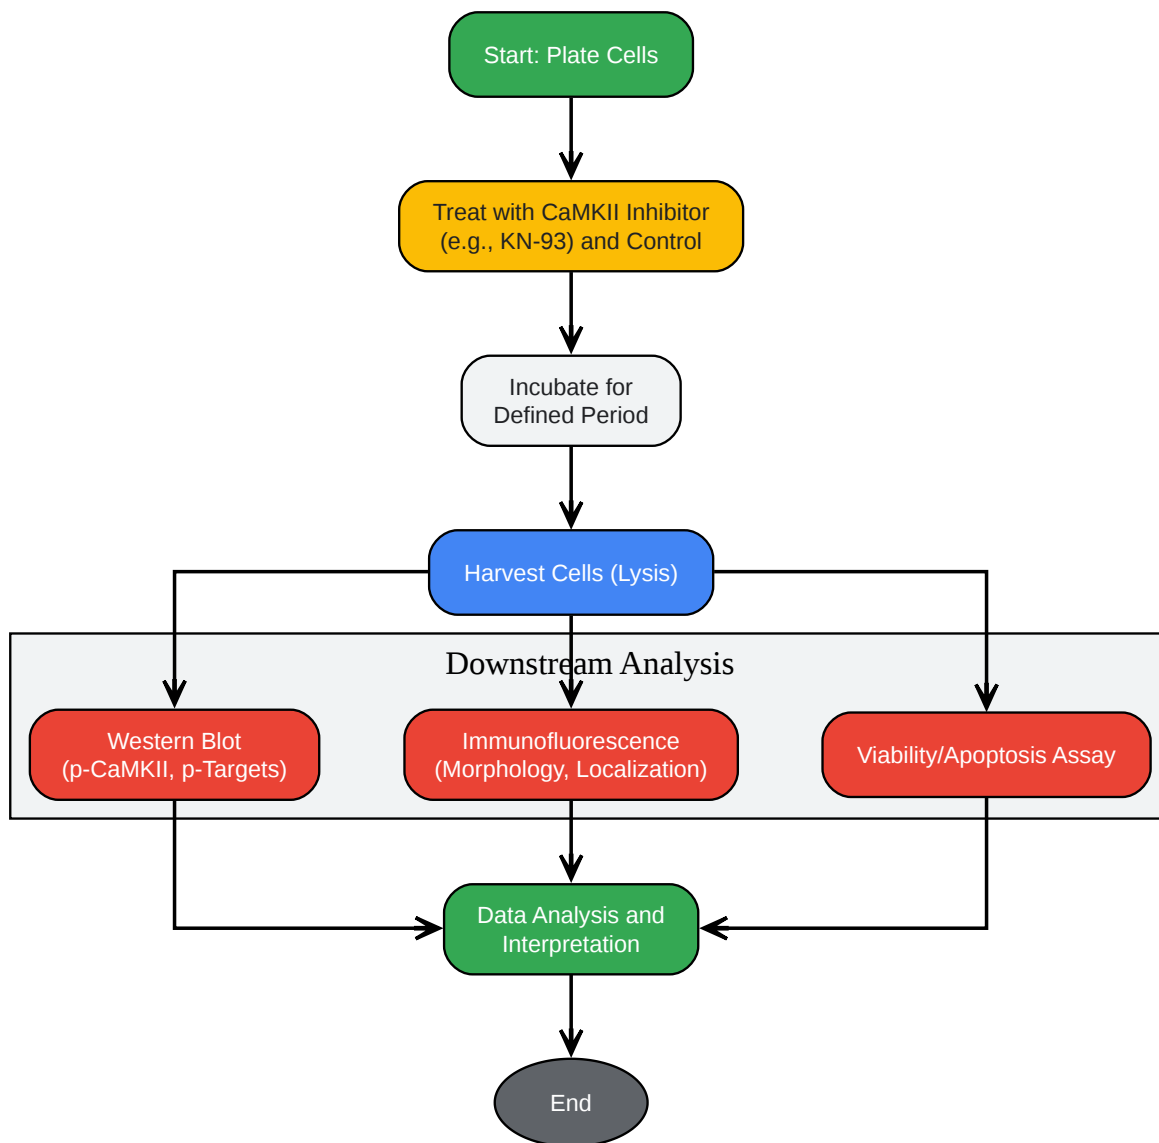 Start: Plate Cells
Treat with CaMKII Inhibitor
(e.g., KN-93) and Control
Incubate for
Defined Period
Harvest Cells (Lysis)
Downstream Analysis
Western Blot
(p-CaMKII, p-Targets)
Immunofluorescence
(Morphology, Localization)
Viability/Apoptosis Assay
Data Analysis and
Interpretation
End